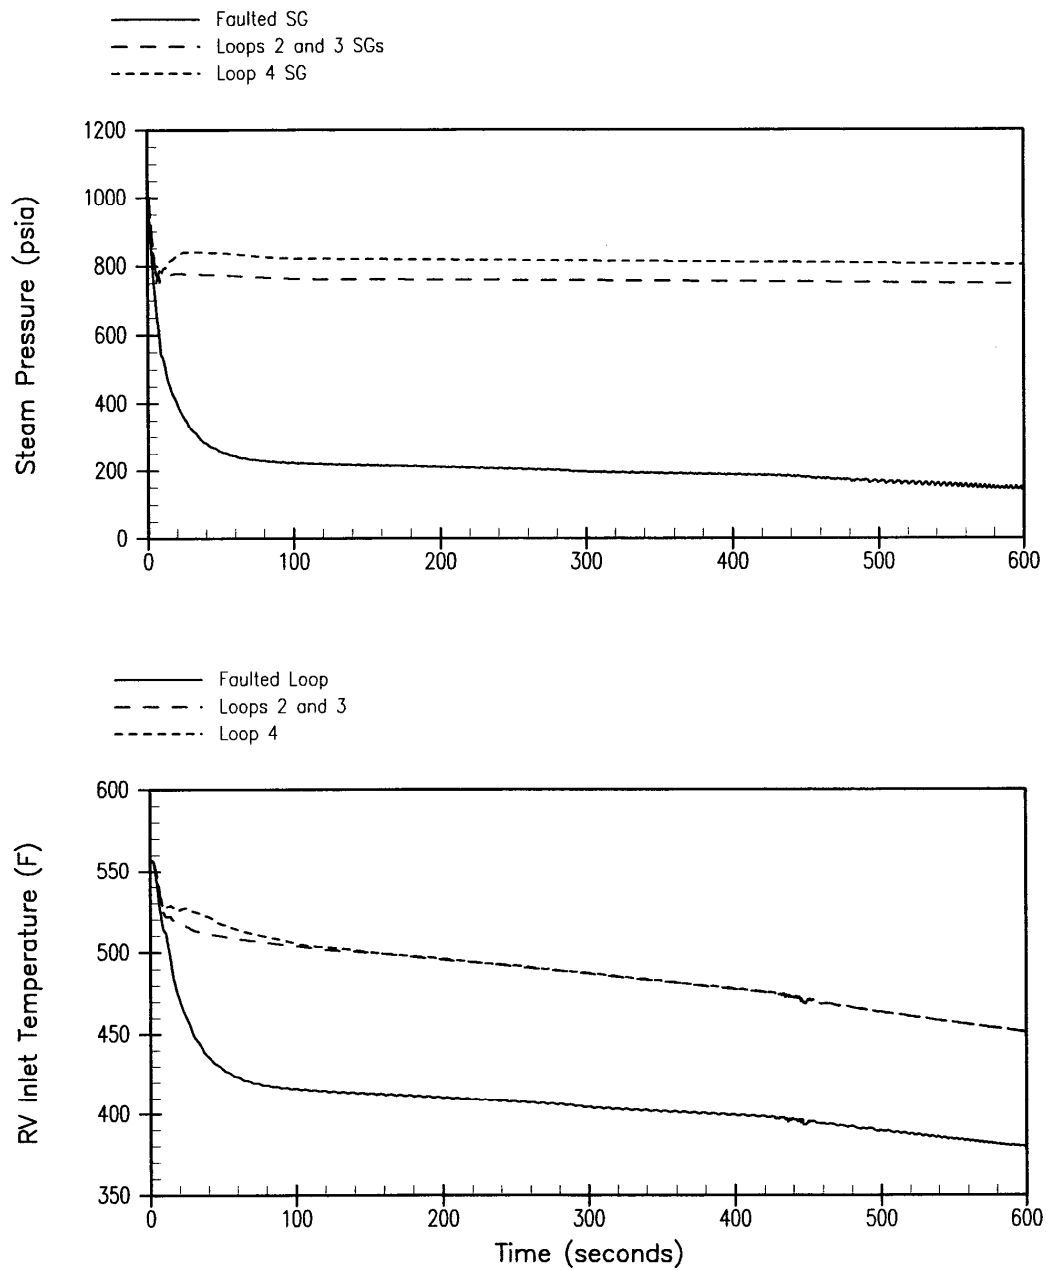 Faulted SG
Loops 2 and 3 SGs
Loop 4 SG
Steam Pressure (psia)
1200
1000
800
600
400
200
0
0 100 200 300 400 500 600
Faulted Loop
Loops 2 and 3
Loop 4
RV Inlet Temperature (F)
600
550
500
450
400
350
0 100 200 300 400 500 600
Time (seconds)